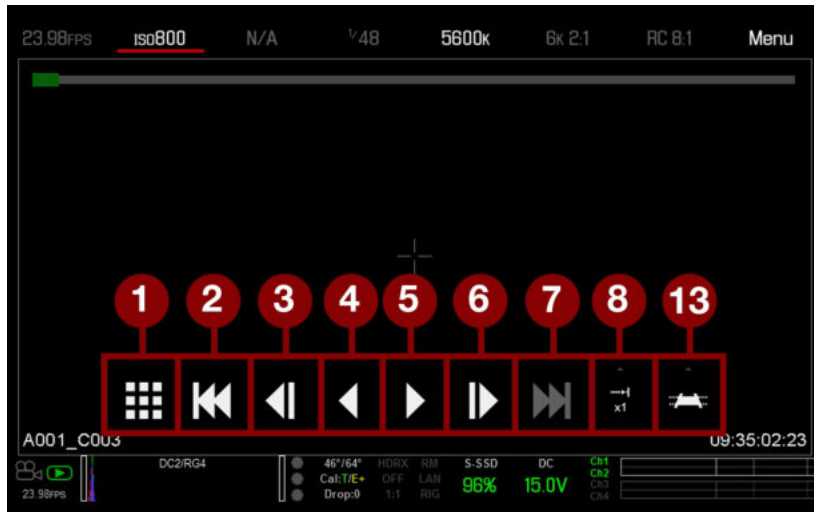 23.98FPS ISO800 N/A 1/48 5600K 6K 2:1 RC 8:1 Menu
1 2 3 4 5 6 7 8 13
x1
A001_C003 09:35:02:23
DC2/RG4 46°/64° HDRX RM S-SSD DC Ch1
Cal:T/E+ OFF LAN 96% 15.0V Ch2
Ch3
23.98FPS Drop:0 1:1 RIG Ch4